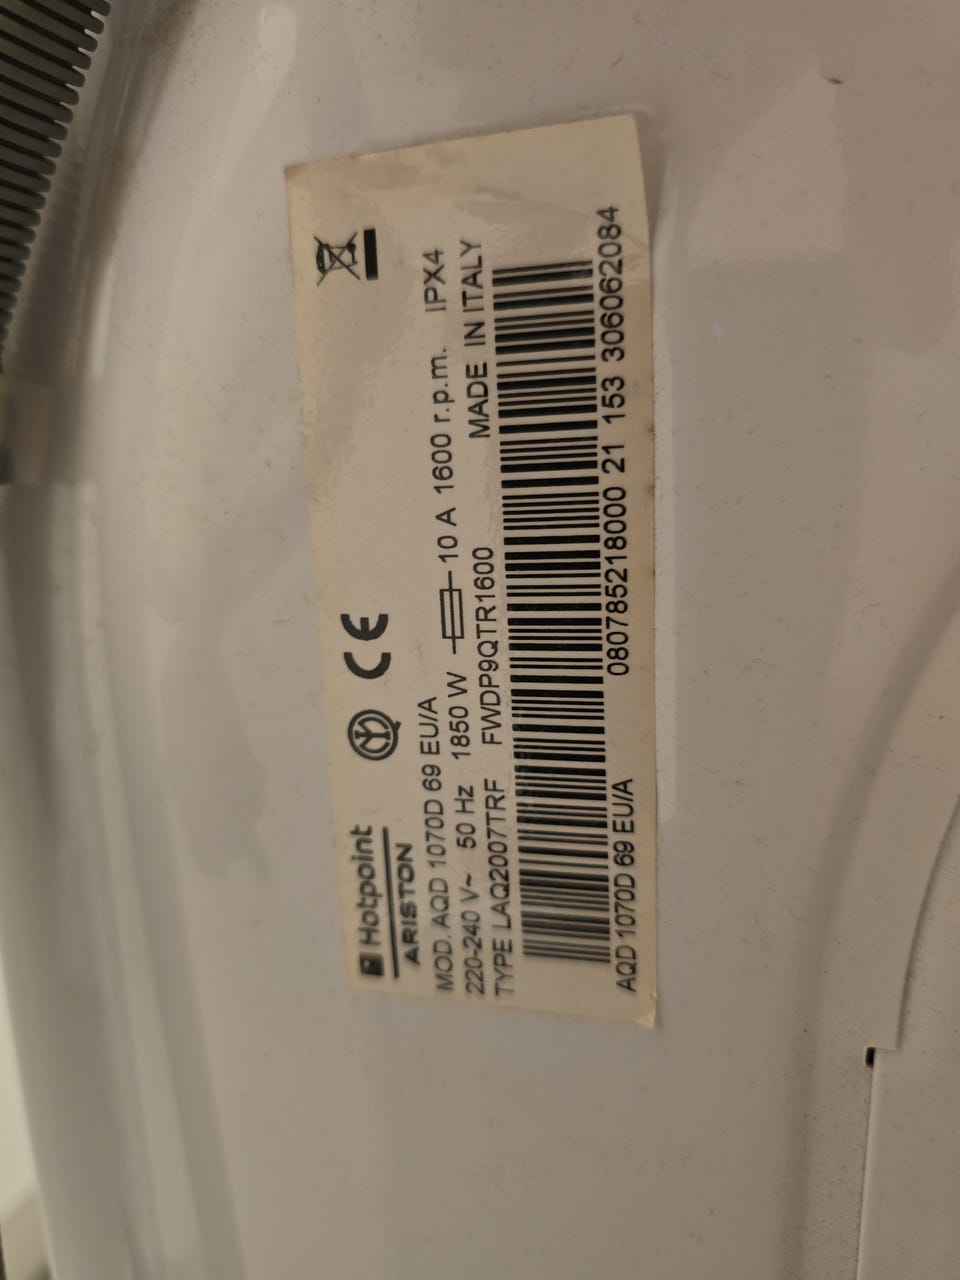 Hotpoint
ARISTON
MOD. AQD 1070D 69 EU/A
220-240 V~ 50 Hz 1850 W 10 A 1600 r.p.m. IPX4
TYPE LAQ2007TRF FWDP9QTR1600 MADE IN ITALY
AQD 1070D 69 EU/A 080785218000 21 153 306062084